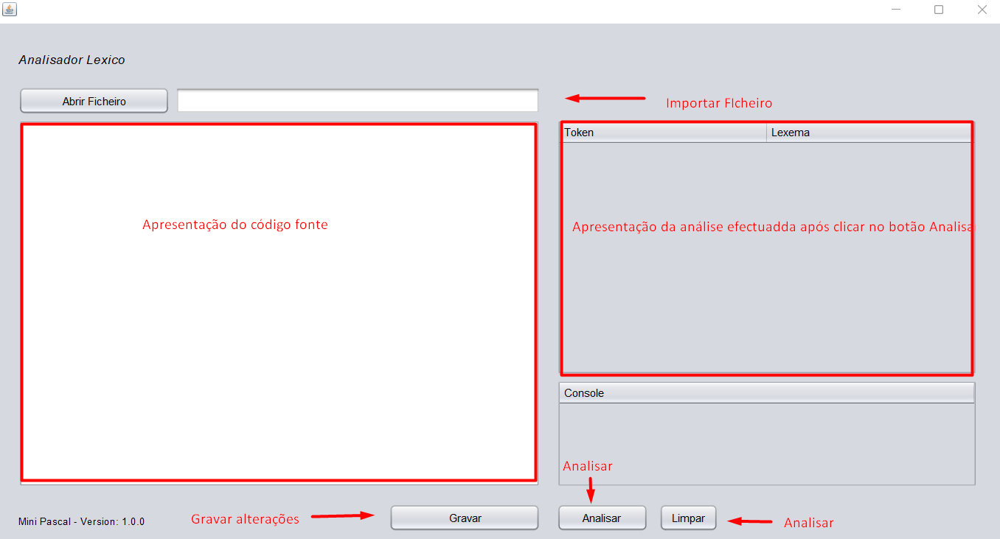 Analisador Lexico
Abrir Ficheiro
Importar FIcheiro
Token Lexema
Apresentação do código fonte
Apresentação da análise efectuadda após clicar no botão Analisa
Console
Analisar
Mini Pascal - Version: 1.0.0
Gravar alterações
Gravar
Analisar
Limpar
Analisar